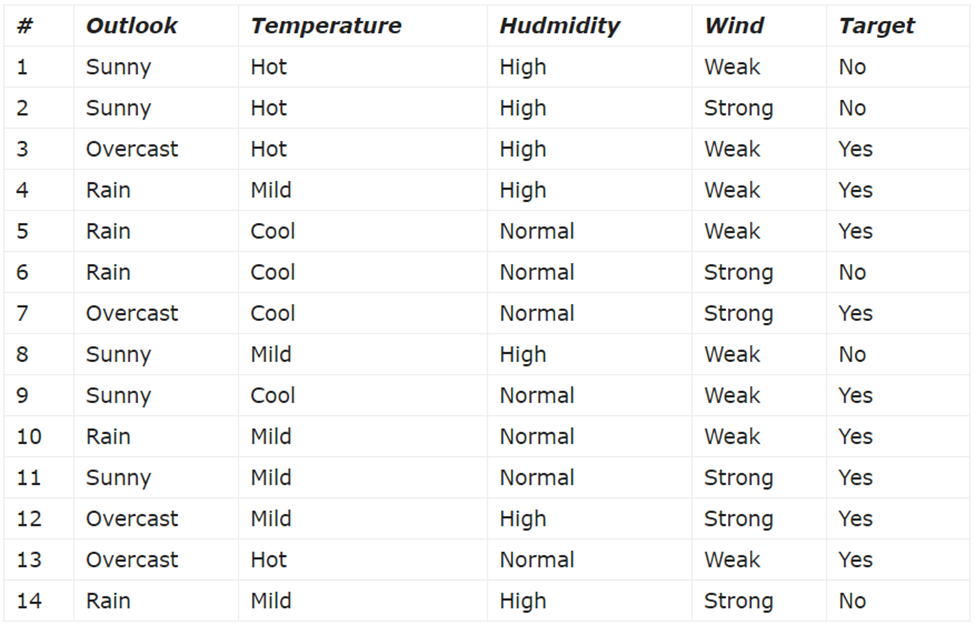 # Outlook Temperature Hudmidity Wind Target
1 Sunny Hot High Weak No
2 Sunny Hot High Strong No
3 Overcast Hot High Weak Yes
4 Rain Mild High Weak Yes
5 Rain Cool Normal Weak Yes
6 Rain Cool Normal Strong No
7 Overcast Cool Normal Strong Yes
8 Sunny Mild High Weak No
9 Sunny Cool Normal Weak Yes
10 Rain Mild Normal Weak Yes
11 Sunny Mild Normal Strong Yes
12 Overcast Mild High Strong Yes
13 Overcast Hot Normal Weak Yes
14 Rain Mild High Strong No